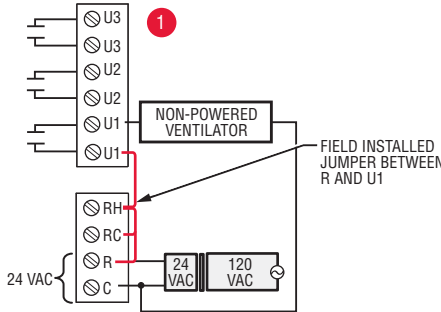 U3
1
U3
U2
U2
U1
NON-POWERED
VENTILATOR
U1
FIELD INSTALLED
JUMPER BETWEEN
R AND U1
RH
RC
R
24
VAC
120
VAC
24 VAC
C